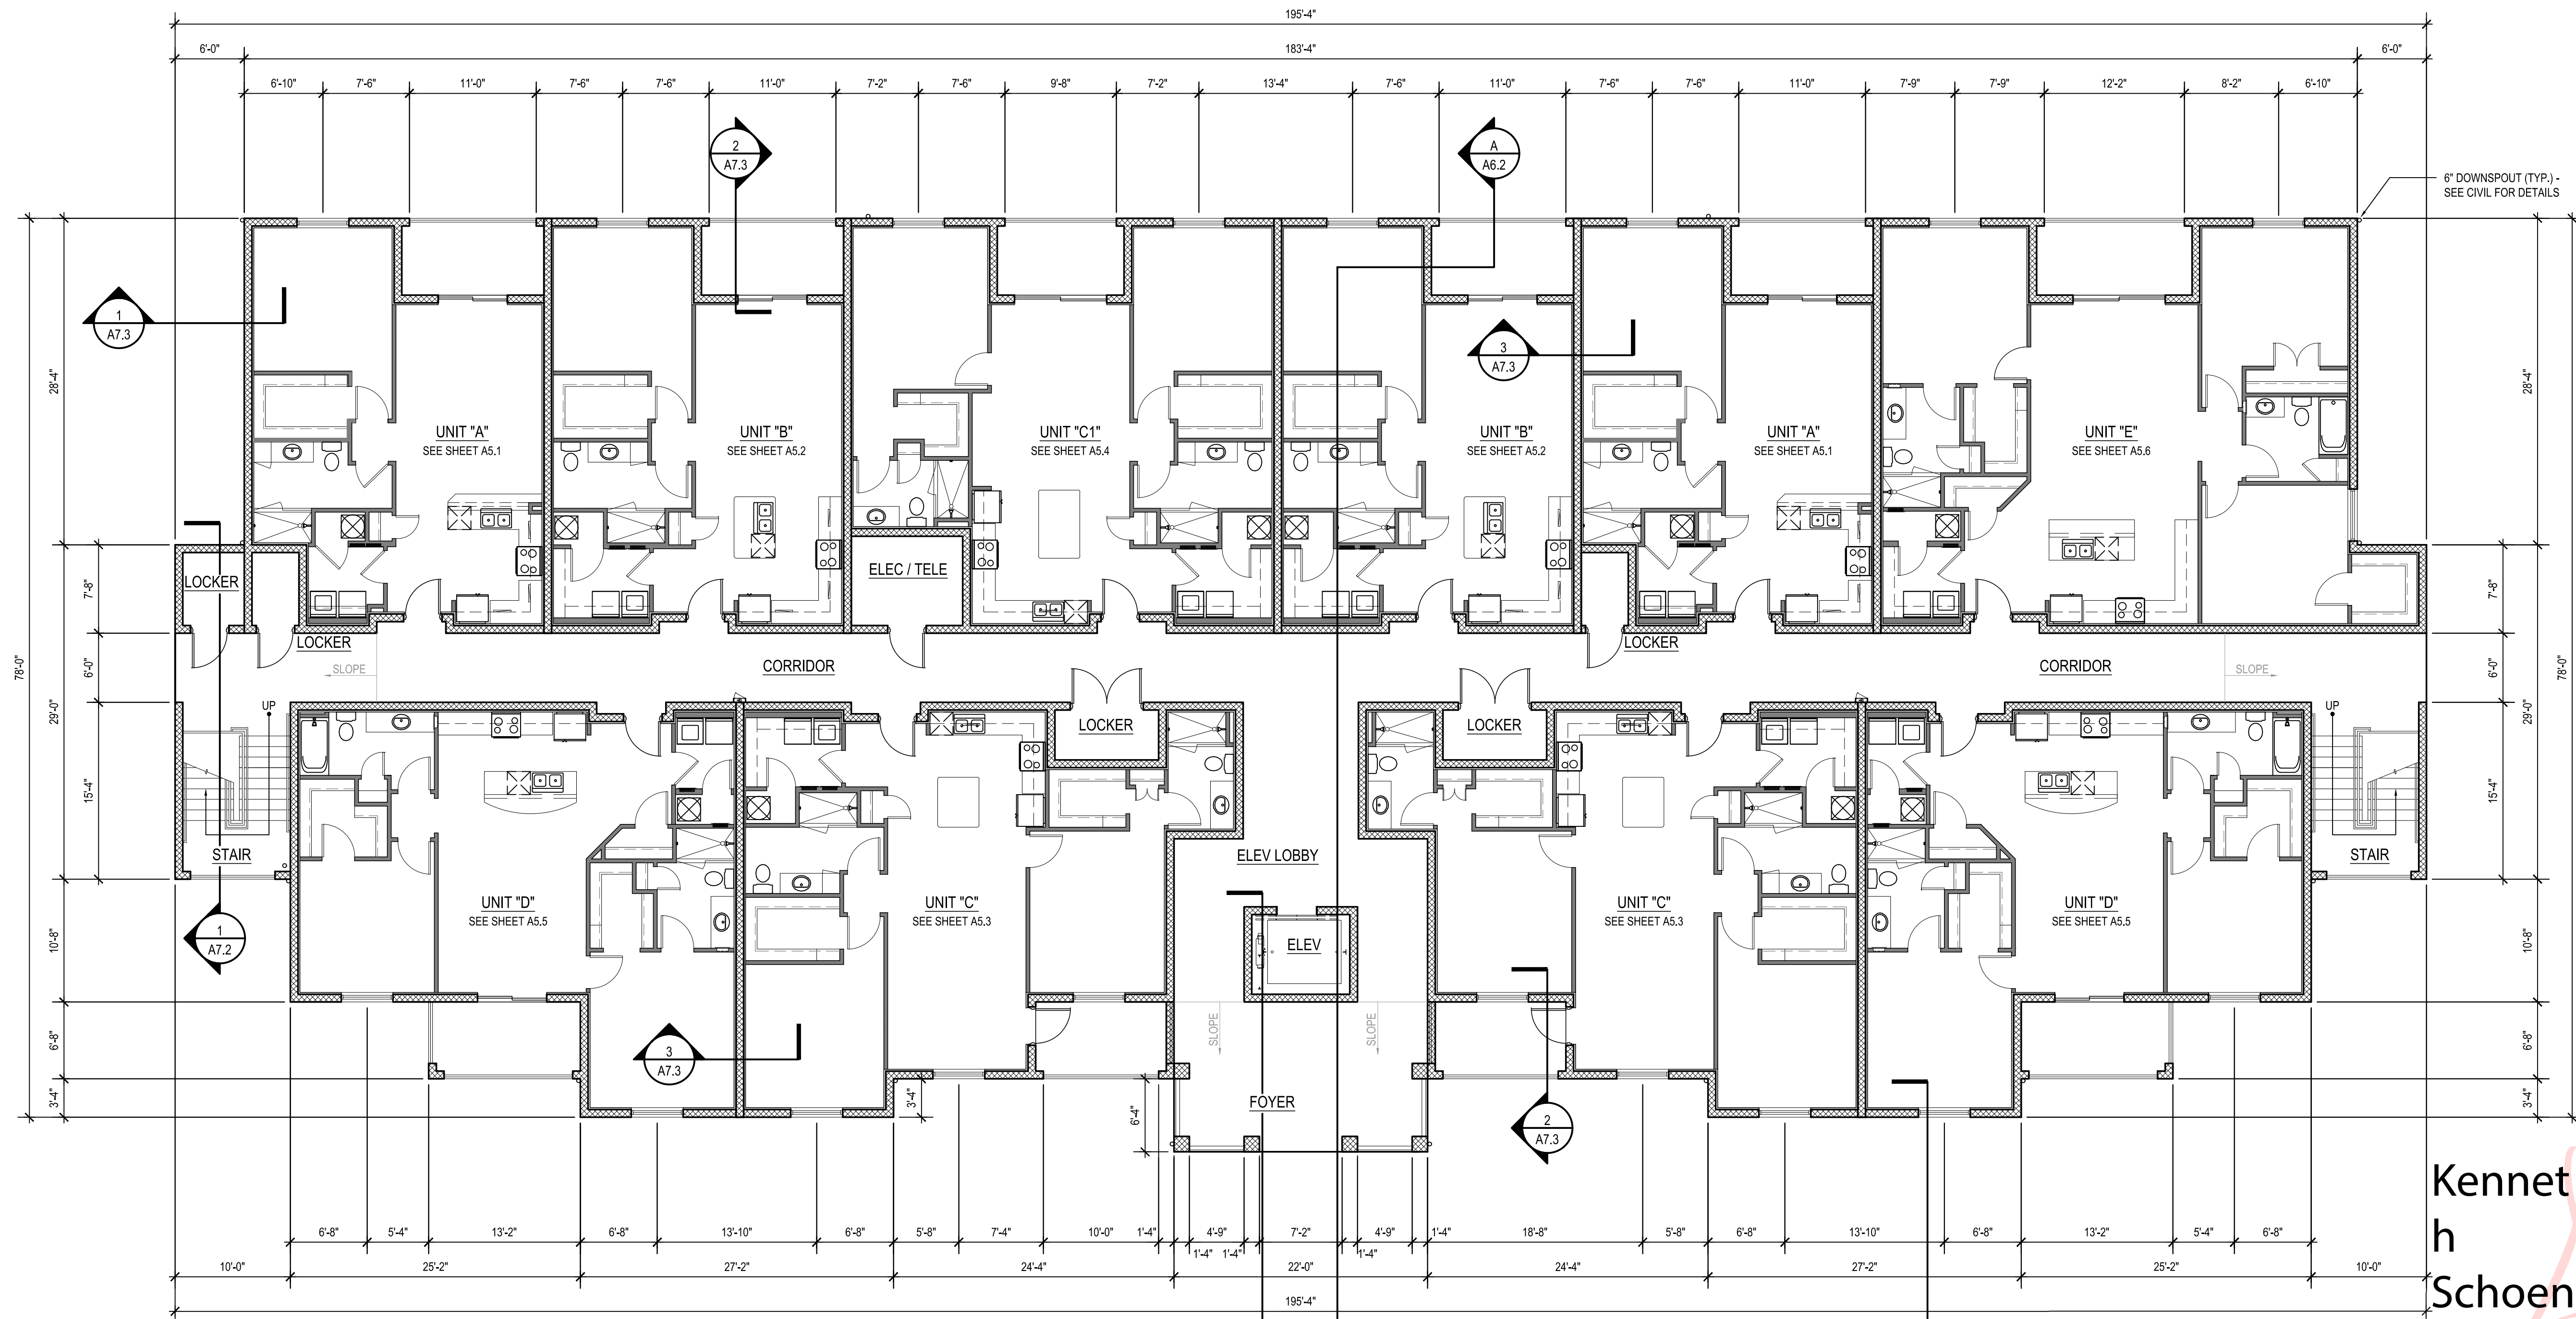 195'-4"
6'-0" 183'-4" 6'-0"
6'-10" 7'-6" 11'-0" 7'-6" 7'-6" 11'-0" 7'-2" 7'-6" 9'-8" 7'-2" 13'-4" 7'-6" 11'-0" 7'-6" 7'-6" 11'-0" 7'-9" 7'-9" 12'-2" 8'-2" 6'-10"
2
A7.3
A
A6.2
6" DOWNSPOUT (TYP.) -
SEE CIVIL FOR DETAILS
1
A7.3
3
A7.3
28'-4"
28'-4"
UNIT "A"
SEE SHEET A5.1
UNIT "B"
SEE SHEET A5.2
UNIT "C1"
SEE SHEET A5.4
UNIT "B"
SEE SHEET A5.2
UNIT "A"
SEE SHEET A5.1
UNIT "E"
SEE SHEET A5.6
LOCKER
ELEC / TELE
7'-8"
7'-8"
LOCKER
LOCKER
SLOPE
CORRIDOR
CORRIDOR
SLOPE
78'-0"
6'-0"
6'-0"
78'-0"
29'-0"
29'-0"
UP
LOCKER
LOCKER
UP
15'-4"
15'-4"
STAIR
ELEV LOBBY
STAIR
UNIT "D"
SEE SHEET A5.5
UNIT "C"
SEE SHEET A5.3
UNIT "C"
SEE SHEET A5.3
UNIT "D"
SEE SHEET A5.5
1
A7.2
10'-8"
ELEV
10'-8"
SLOPE
SLOPE
6'-8"
6'-8"
3
A7.3
3'-4"
3'-4"
6'-4"
FOYER
2
A7.3
3'-4"
Kennet
h
Schoen
6'-8" 5'-4" 13'-2" 6'-8" 13'-10" 6'-8" 5'-8" 7'-4" 10'-0" 1'-4" 4'-9" 7'-2" 4'-9" 1'-4" 18'-8" 5'-8" 6'-8" 13'-10" 6'-8" 13'-2" 5'-4" 6'-8"
1'-4" 1'-4" 1'-4"
10'-0" 25'-2" 27'-2" 24'-4" 22'-0" 24'-4" 27'-2" 25'-2" 10'-0"
195'-4"